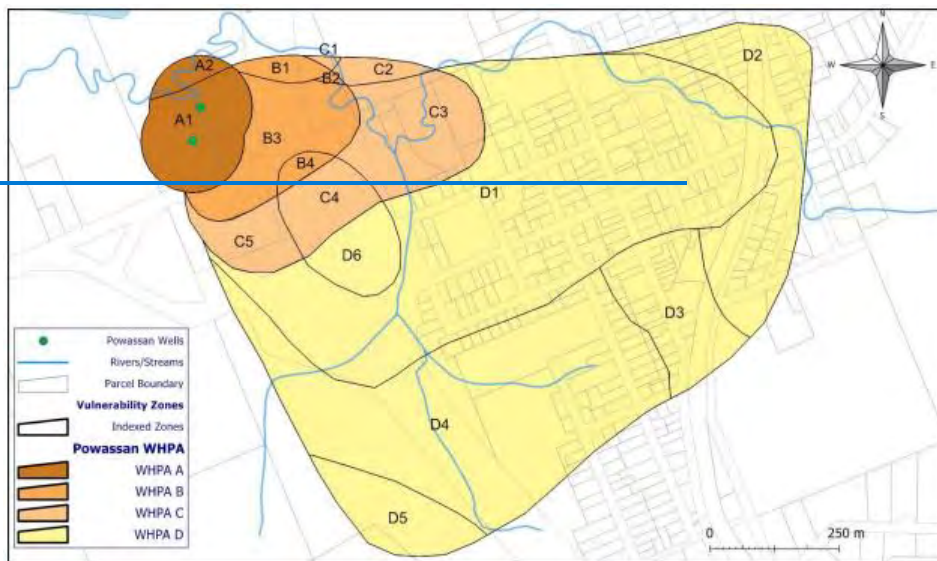 N
W E
S
C1
A2
B1
C2
D2
B2
A1
C3
B3
B4
D1
C4
C5
D6
D3
D4
D5
Powassan Wells
Rivers/Streams
Parcel Boundary
Vulnerability Zones
Indexed Zones
Powassan WHPA
WHPA A
WHPA B
WHPA C
WHPA D
0 250 m